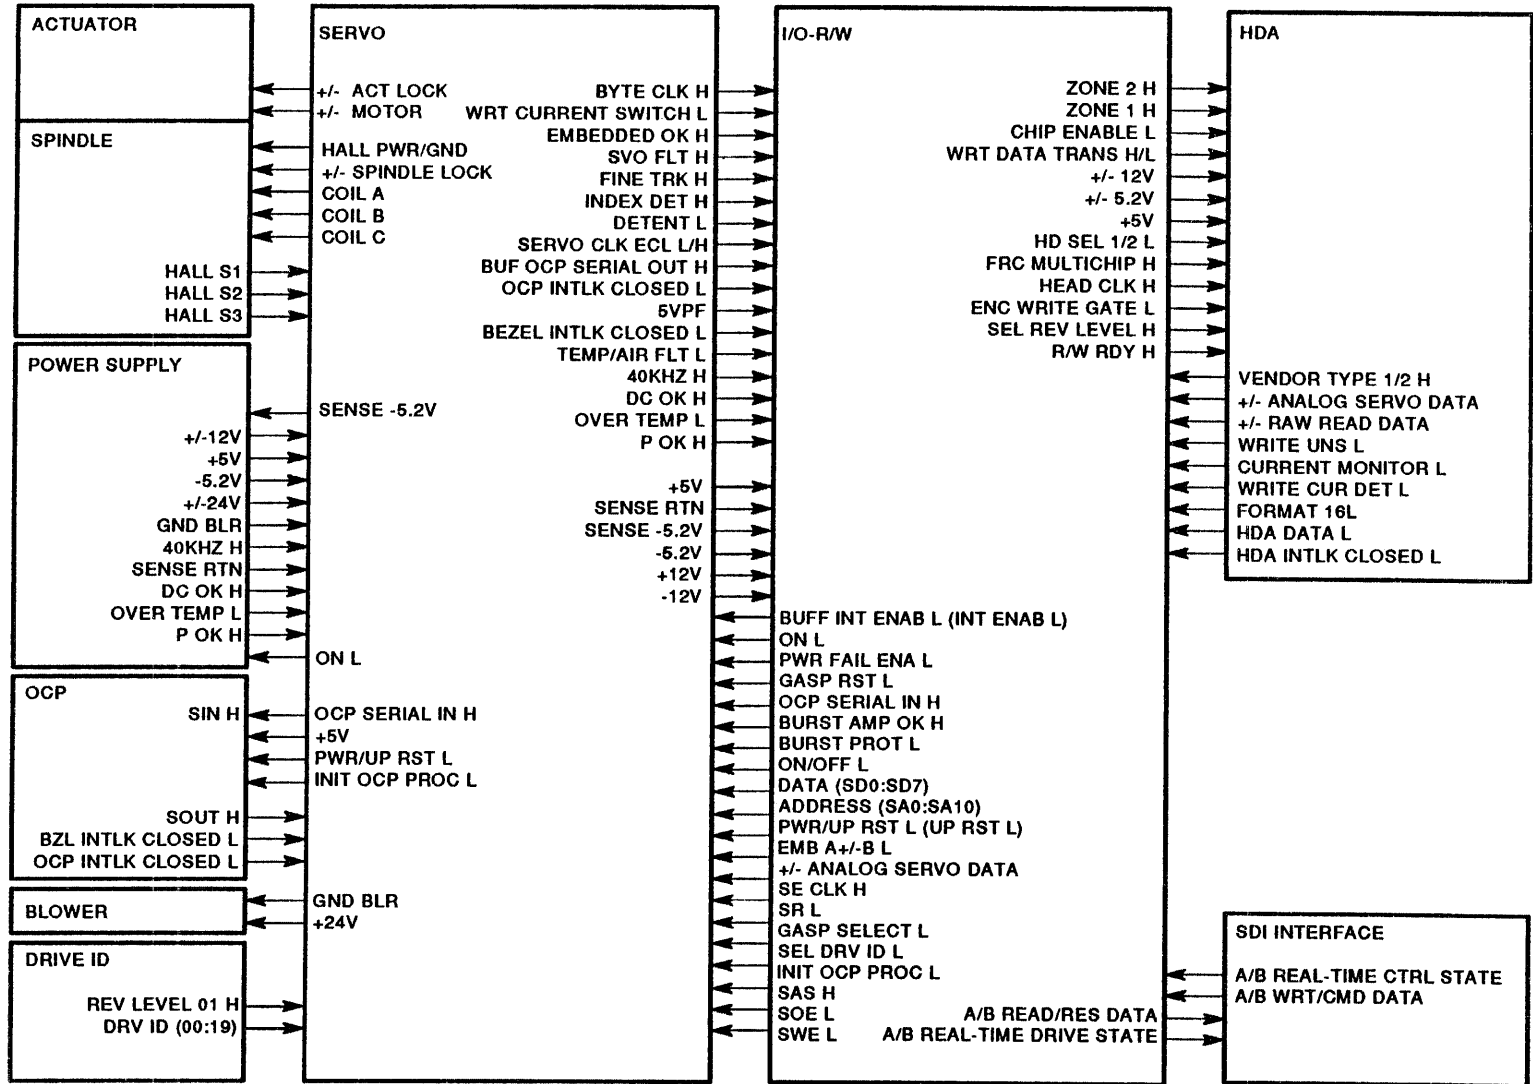 ACTUATOR
SPINDLE
HALL S1
HALL S2
HALL S3
POWER SUPPLY
+/-12V
+5V
-5.2V
+/-24V
GND BLR
40KHZ H
SENSE RTN
DC OK H
OVER TEMP L
P OK H
OCP
SIN H
SOUT H
BZL INTLK CLOSED L
OCP INTLK CLOSED L
BLOWER
DRIVE ID
REV LEVEL 01 H
DRV ID (00:19)
SERVO
+/- ACT LOCK
+/- MOTOR
HALL PWR/GND
+/- SPINDLE LOCK
COIL A
COIL B
COIL C
SENSE -5.2V
ON L
OCP SERIAL IN H
+5V
PWR/UP RST L
INIT OCP PROC L
GND BLR
+24V
BYTE CLK H
WRT CURRENT SWITCH L
EMBEDDED OK H
SVO FLT H
FINE TRK H
INDEX DET H
DETENT L
SERVO CLK ECL L/H
BUF OCP SERIAL OUT H
OCP INTLK CLOSED L
5VPF
BEZEL INTLK CLOSED L
TEMP/AIR FLT L
40KHZ H
DC OK H
OVER TEMP L
P OK H
+5V
SENSE RTN
SENSE -5.2V
-5.2V
+12V
-12V
I/O-R/W
BUFF INT ENAB L (INT ENAB L)
ON L
PWR FAIL ENA L
GASP RST L
OCP SERIAL IN H
BURST AMP OK H
BURST PROT L
ON/OFF L
DATA (SD0:SD7)
ADDRESS (SA0:SA10)
PWR/UP RST L (UP RST L)
EMB A+/-B L
+/- ANALOG SERVO DATA
SE CLK H
SR L
GASP SELECT L
SEL DRV ID L
INIT OCP PROC L
SAS H
SOE L
SWE L
ZONE 2 H
ZONE 1 H
CHIP ENABLE L
WRT DATA TRANS H/L
+/- 12V
+/- 5.2V
+5V
HD SEL 1/2 L
FRC MULTICHIP H
HEAD CLK H
ENC WRITE GATE L
SEL REV LEVEL H
R/W RDY H
A/B READ/RES DATA
A/B REAL-TIME DRIVE STATE
HDA
VENDOR TYPE 1/2 H
+/- ANALOG SERVO DATA
+/- RAW READ DATA
WRITE UNS L
CURRENT MONITOR L
WRITE CUR DET L
FORMAT 16L
HDA DATA L
HDA INTLK CLOSED L
SDI INTERFACE
A/B REAL-TIME CTRL STATE
A/B WRT/CMD DATA